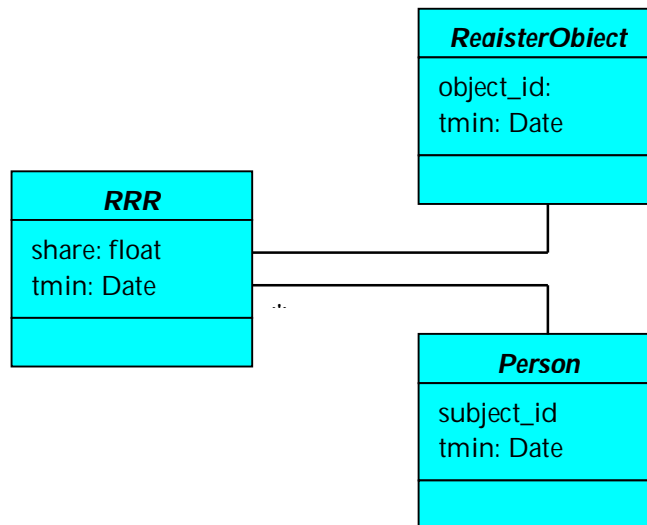 RegisterObject
object_id:
tmin: Date
RRR
share: float
tmin: Date
*
Person
subject_id
tmin: Date